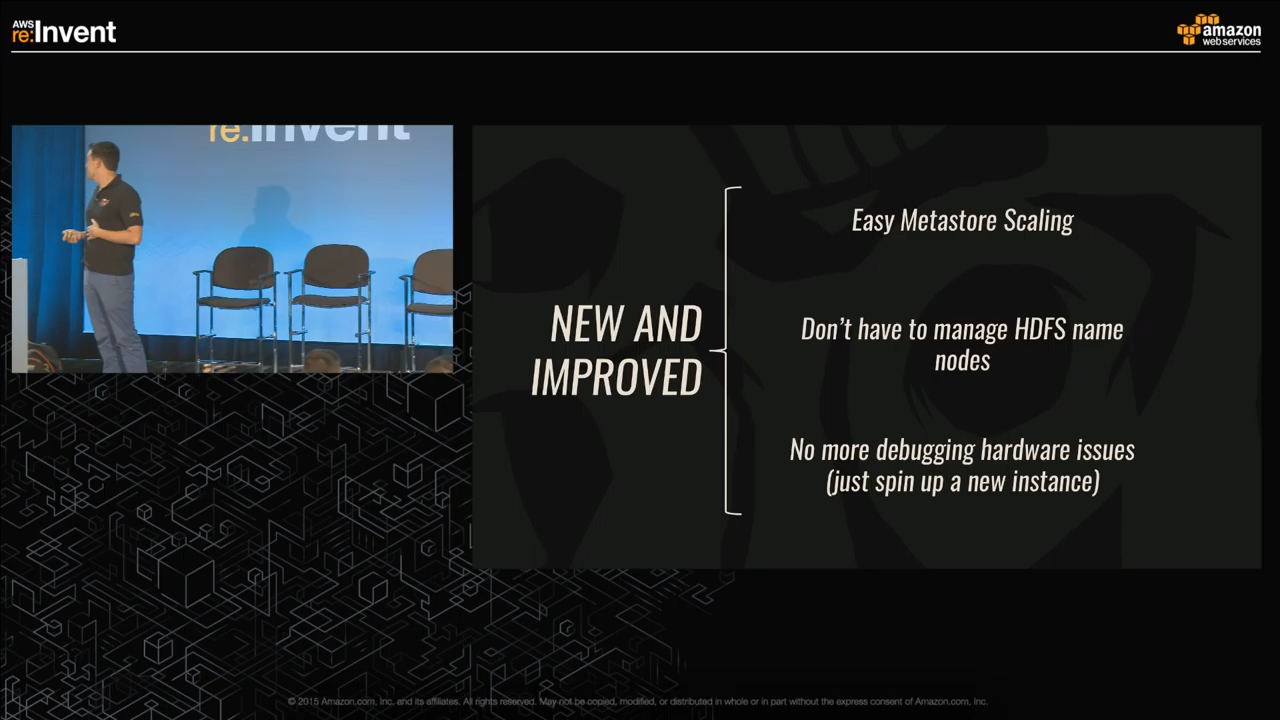 AWS
re:Invent
amazon
web services
re:Invent
NEW AND
IMPROVED
Easy Metastore Scaling
Don’t have to manage HDFS name
nodes
No more debugging hardware issues
(just spin up a new instance)
© 2015 Amazon.com, Inc. and its affiliates. All rights reserved. May not be copied, modified, or distributed in whole or in part without the express consent of Amazon.com, Inc.